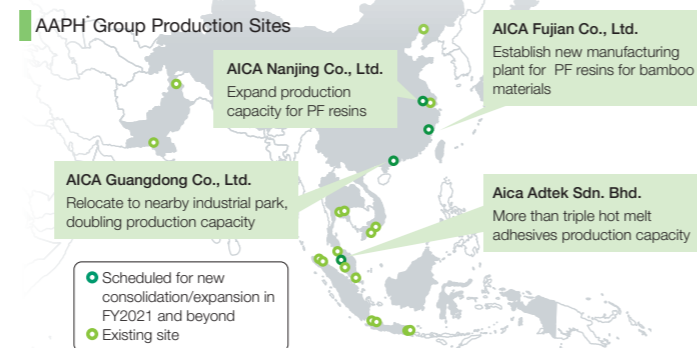 AAPH* Group Production Sites
AICA Fujian Co., Ltd.
Establish new manufacturing
plant for PF resins for bamboo
materials
AICA Nanjing Co., Ltd.
Expand production
capacity for PF resins
AICA Guangdong Co., Ltd.
Relocate to nearby industrial park,
doubling production capacity
Aica Adtek Sdn. Bhd.
More than triple hot melt
adhesives production capacity
Scheduled for new
consolidation/expansion in
FY2021 and beyond
Existing site